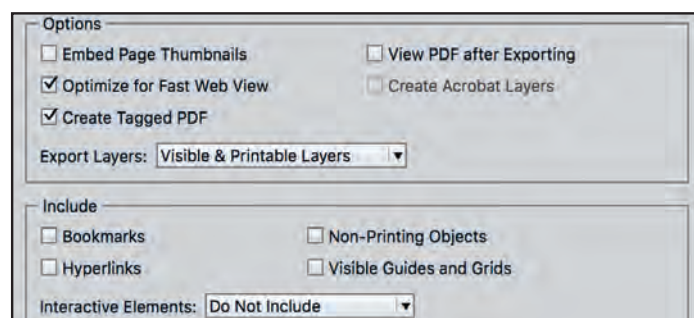 Options
Embed Page Thumbnails View PDF after Exporting
Optimize for Fast Web View Create Acrobat Layers
Create Tagged PDF
Export Layers: Visible & Printable Layers
Include
Bookmarks Non-Printing Objects
Hyperlinks Visible Guides and Grids
Interactive Elements: Do Not Include